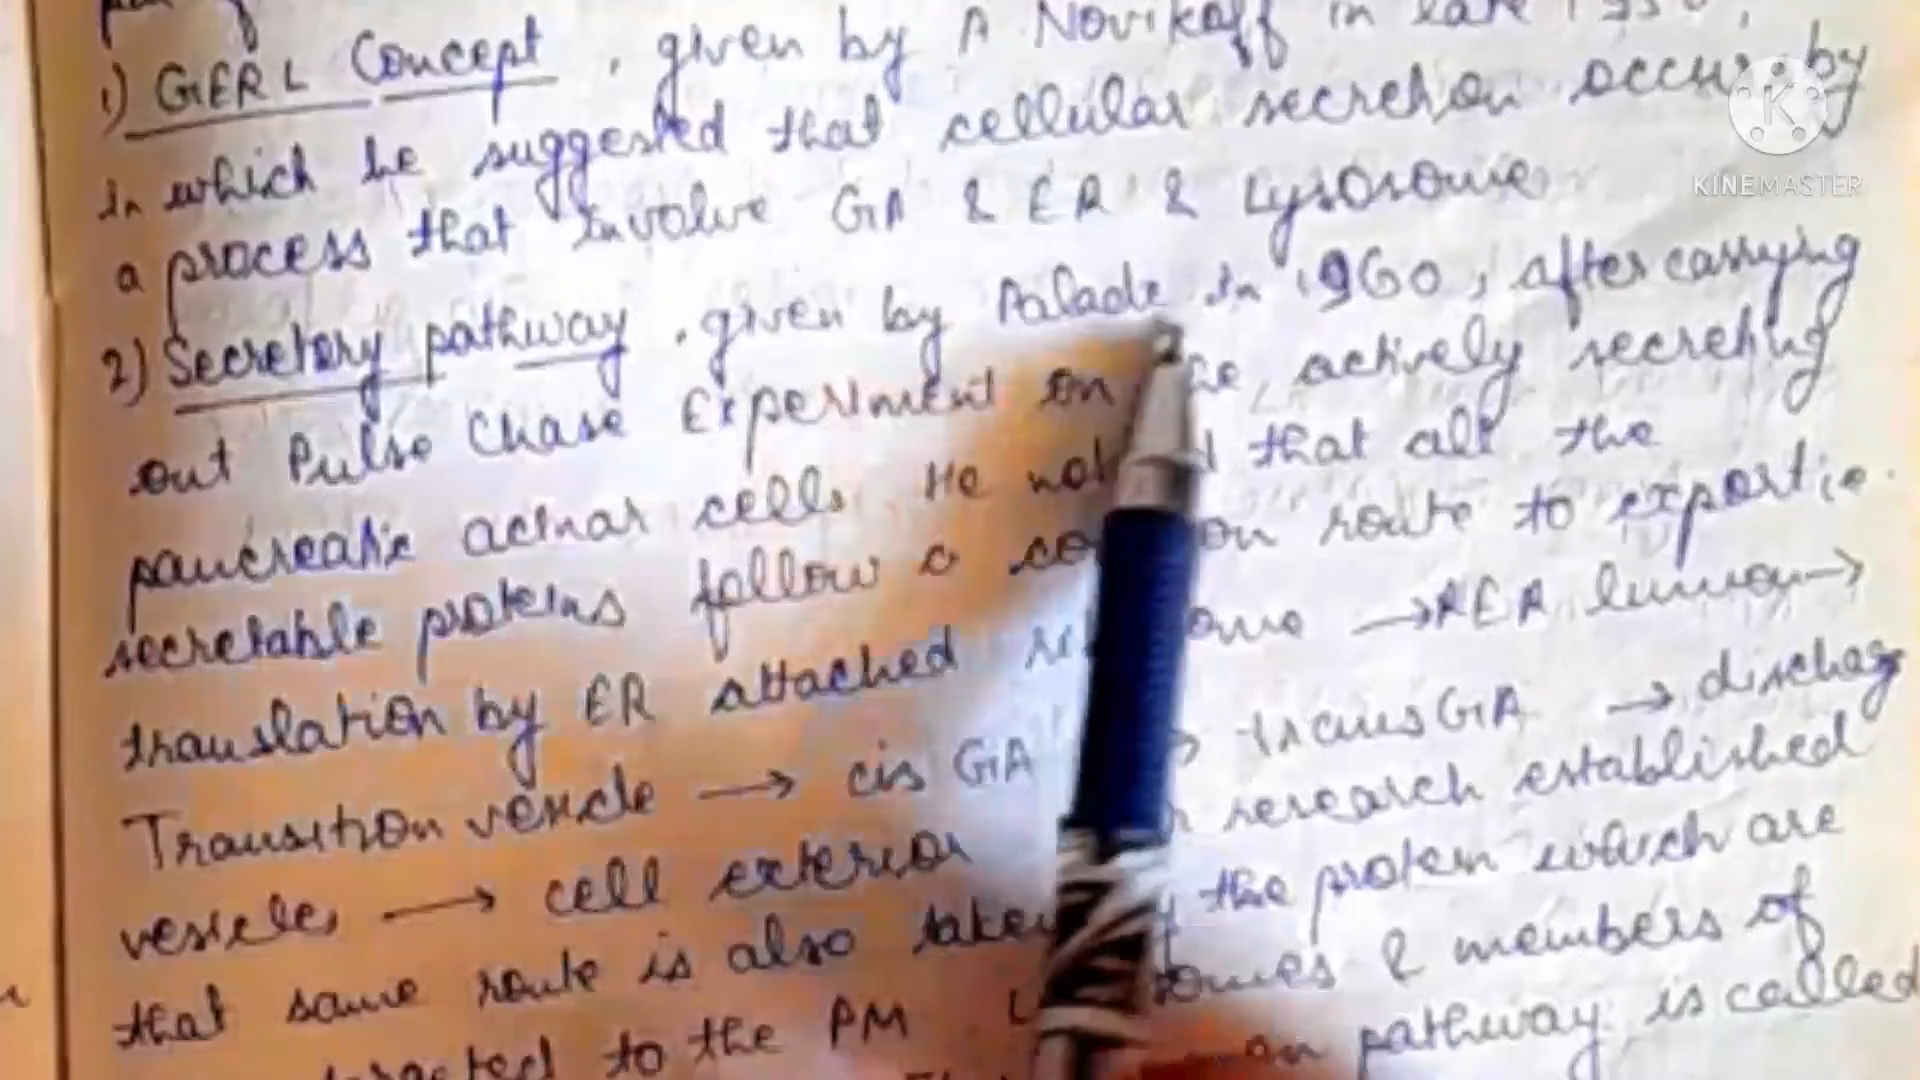 1) GERL Concept, given by A Novikoff in late
in which he suggested that cellular secretion occur by
a process that involve GA & ER & Lysosome
2) Secretory pathway, given by Palade in 1960, after carrying
out Pulse Chase Experiment on actively secreting
pancreatic acinar cells. He that all the
secretable proteins follow a route to exportie.
translation by ER attached → RER lumen →
Transition vesicle → cis GA → trans GA → discharg
vesicles → cell exterior research established
that same route is also taken the protein which are
to the PM & members of
pathway is called
KINEMASTER